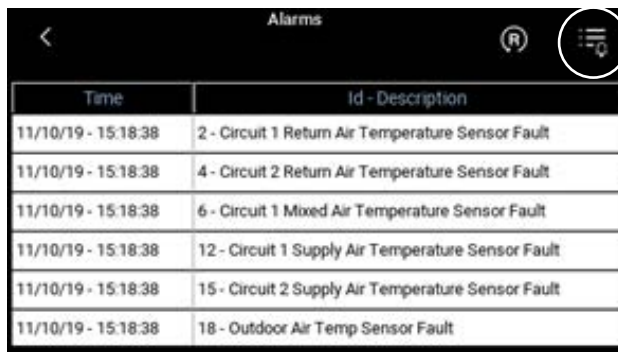 Alarms
R
Time Id - Description
11/10/19 - 15:18:38 2 - Circuit 1 Return Air Temperature Sensor Fault
11/10/19 - 15:18:38 4 - Circuit 2 Return Air Temperature Sensor Fault
11/10/19 - 15:18:38 6 - Circuit 1 Mixed Air Temperature Sensor Fault
11/10/19 - 15:18:38 12 - Circuit 1 Supply Air Temperature Sensor Fault
11/10/19 - 15:18:38 15 - Circuit 2 Supply Air Temperature Sensor Fault
11/10/19 - 15:18:38 18 - Outdoor Air Temp Sensor Fault